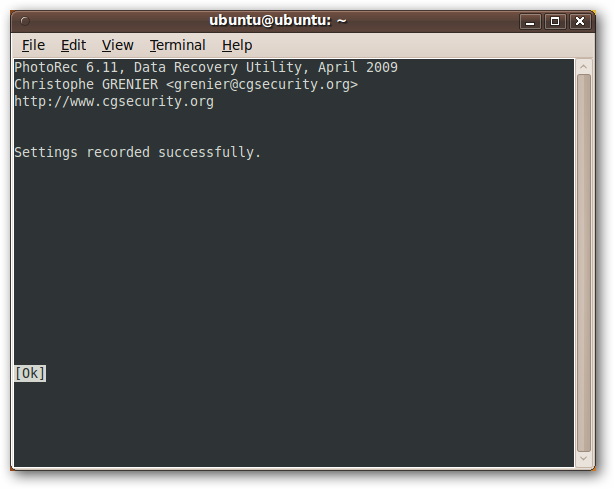 ubuntu@ubuntu: ~
File Edit View Terminal Help
PhotoRec 6.11, Data Recovery Utility, April 2009
Christophe GRENIER <grenier@cgsecurity.org>
http://www.cgsecurity.org
Settings recorded successfully.
[Ok]